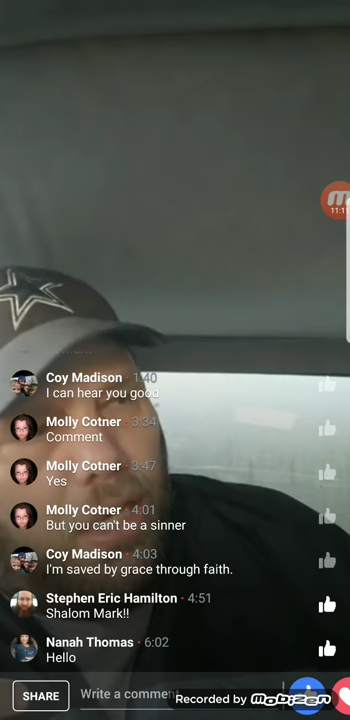 11:11
Coy Madison · 1:40
I can hear you good
Molly Cotner · 3:34
Comment
Molly Cotner · 3:47
Yes
Molly Cotner · 4:01
But you can't be a sinner
Coy Madison · 4:03
I'm saved by grace through faith.
Stephen Eric Hamilton · 4:51
Shalom Mark!!
Nanah Thomas · 6:02
Hello
SHARE Write a comment Recorded by Mobizen